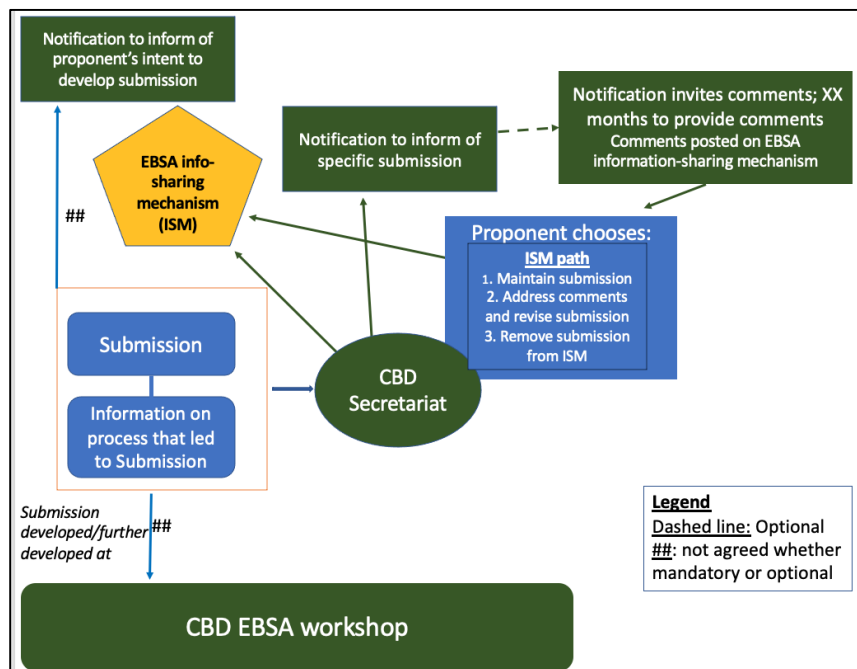 Notification to inform of
proponent's intent to
develop submission
EBSA info-
sharing
mechanism
(ISM)
##
Notification to inform of
specific submission
Notification invites comments; XX
months to provide comments
Comments posted on EBSA
information-sharing mechanism
Proponent chooses:
ISM path
1. Maintain submission
2. Address comments
and revise submission
3. Remove submission
from ISM
Submission
Information on
process that led
to Submission
CBD
Secretariat
Submission
developed/further
developed at
##
CBD EBSA workshop
Legend
Dashed line: Optional
##: not agreed whether
mandatory or optional